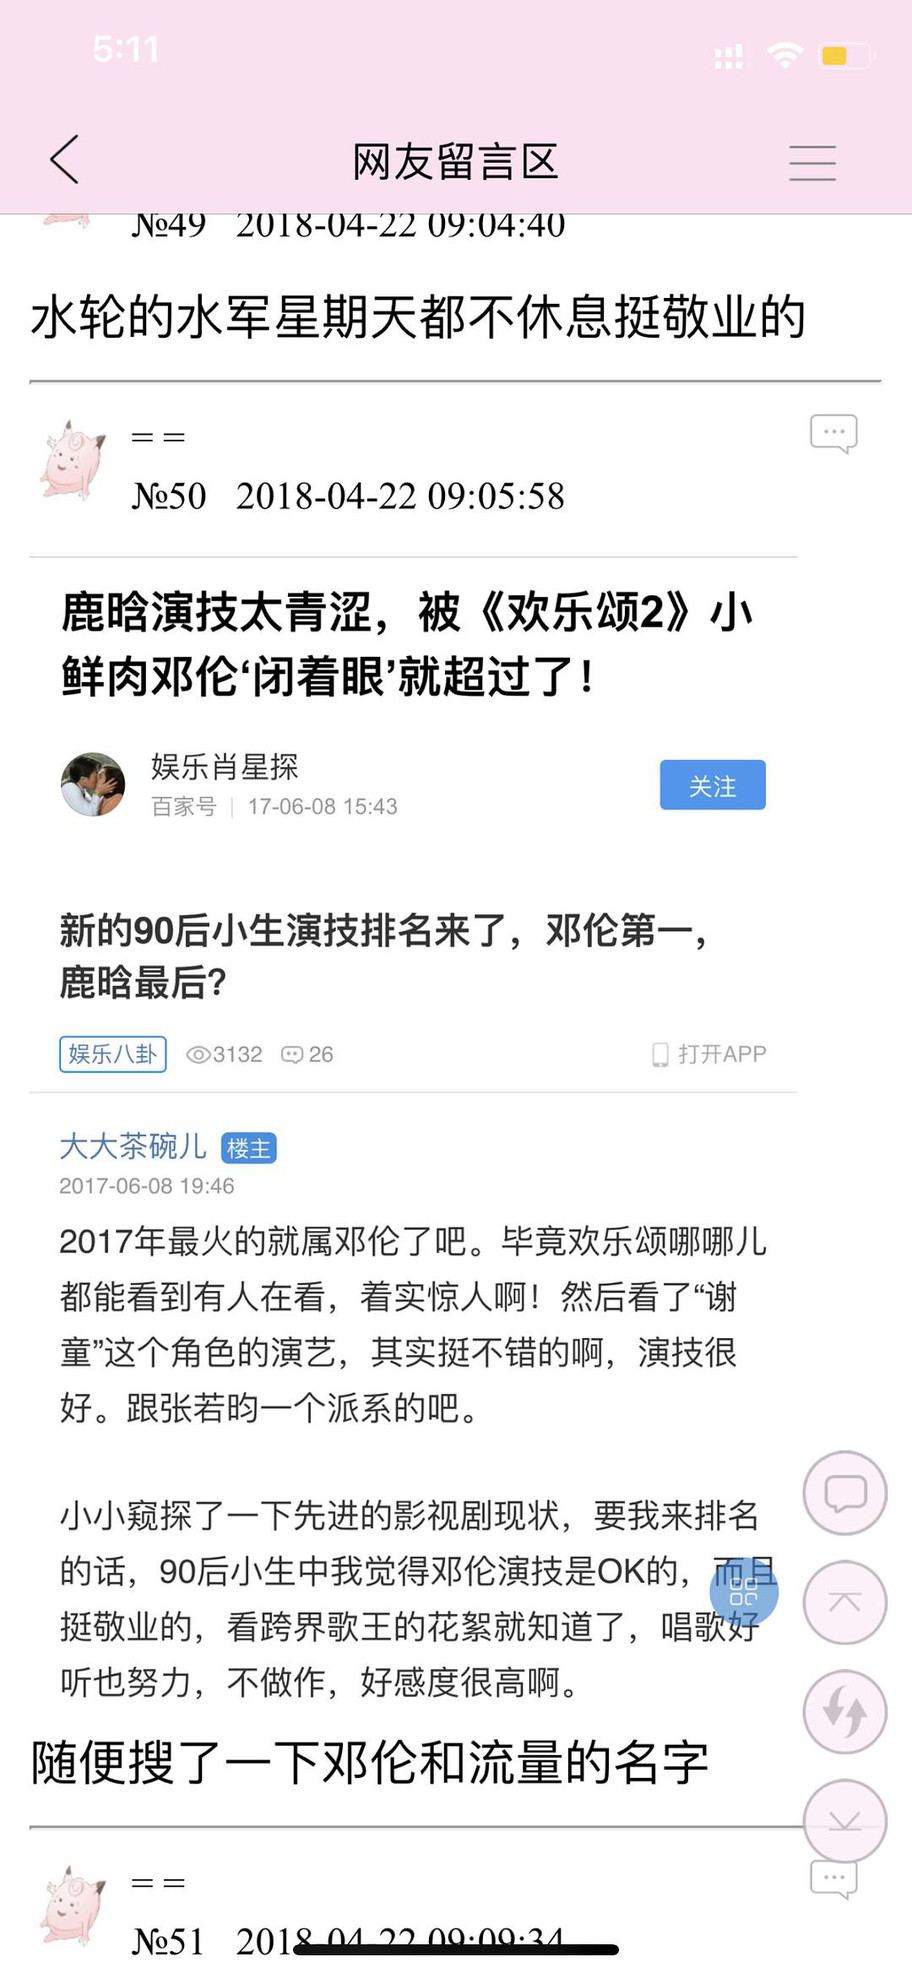 5:11
网友留言区
№49 2018-04-22 09:04:40
水轮的水军星期天都不休息挺敬业的
= =
№50 2018-04-22 09:05:58
鹿晗演技太青涩，被《欢乐颂2》小
鲜肉邓伦‘闭着眼’就超过了！
娱乐肖星探
百家号 | 17-06-08 15:43
关注
新的90后小生演技排名来了，邓伦第一，
鹿晗最后？
娱乐八卦 3132 26 打开APP
大大茶碗儿 楼主
2017-06-08 19:46
2017年最火的就属邓伦了吧。毕竟欢乐颂哪哪儿
都能看到有人在看，着实惊人啊！然后看了“谢
童”这个角色的演艺，其实挺不错的啊，演技很
好。跟张若昀一个派系的吧。
小小窥探了一下先进的影视剧现状，要我来排名
的话，90后小生中我觉得邓伦演技是OK的，而且
挺敬业的，看跨界歌王的花絮就知道了，唱歌好
听也努力，不做作，好感度很高啊。
随便搜了一下邓伦和流量的名字
= =
№51 2018-04-22 09:09:34